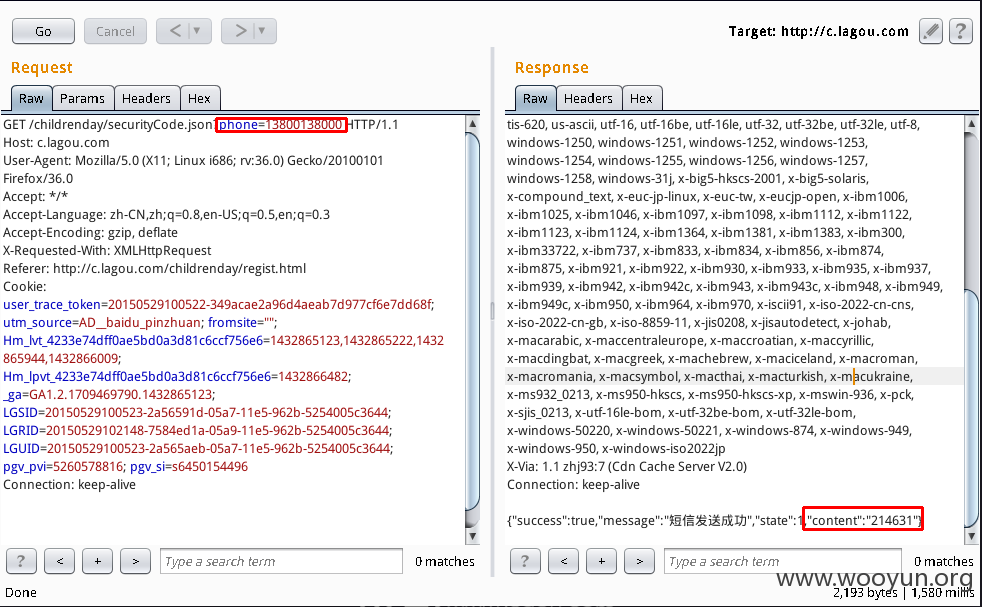 Go
Cancel
< | ▼
> | ▼
Target: http://c.lagou.com
?
Request
Raw
Params
Headers
Hex
GET /childrenday/securityCode.json?phone=13800138000 HTTP/1.1
Host: c.lagou.com
User-Agent: Mozilla/5.0 (X11; Linux i686; rv:36.0) Gecko/20100101
Firefox/36.0
Accept: */*
Accept-Language: zh-CN,zh;q=0.8,en-US;q=0.5,en;q=0.3
Accept-Encoding: gzip, deflate
X-Requested-With: XMLHttpRequest
Referer: http://c.lagou.com/childrenday/regist.html
Cookie:
user_trace_token=20150529100522-349acae2a96d4aeab7d977cf6e7dd68f;
utm_source=AD__baidu_pinzhuan; fromsite="";
Hm_lvt_4233e74dff0ae5bd0a3d81c6ccf756e6=1432865123,1432865222,1432
865944,1432866009;
Hm_lpvt_4233e74dff0ae5bd0a3d81c6ccf756e6=1432866482;
_ga=GA1.2.1709469790.1432865123;
LGSID=20150529100523-2a56591d-05a7-11e5-962b-5254005c3644;
LGRID=20150529102148-7584ed1a-05a9-11e5-962b-5254005c3644;
LGUID=20150529100523-2a565aeb-05a7-11e5-962b-5254005c3644;
pgv_pvi=5260578816; pgv_si=s6450154496
Connection: keep-alive
?
<
+
>
Type a search term
0 matches
Response
Raw
Headers
Hex
tis-620, us-ascii, utf-16, utf-16be, utf-16le, utf-32, utf-32be, utf-32le, utf-8,
windows-1250, windows-1251, windows-1252, windows-1253,
windows-1254, windows-1255, windows-1256, windows-1257,
windows-1258, windows-31j, x-big5-hkscs-2001, x-big5-solaris,
x-compound_text, x-euc-jp-linux, x-euc-tw, x-eucjp-open, x-ibm1006,
x-ibm1025, x-ibm1046, x-ibm1097, x-ibm1098, x-ibm1112, x-ibm1122,
x-ibm1123, x-ibm1124, x-ibm1364, x-ibm1381, x-ibm1383, x-ibm300,
x-ibm33722, x-ibm737, x-ibm833, x-ibm834, x-ibm856, x-ibm874,
x-ibm875, x-ibm921, x-ibm922, x-ibm930, x-ibm933, x-ibm935, x-ibm937,
x-ibm939, x-ibm942, x-ibm942c, x-ibm943, x-ibm943c, x-ibm948, x-ibm949,
x-ibm949c, x-ibm950, x-ibm964, x-ibm970, x-iscii91, x-iso-2022-cn-cns,
x-iso-2022-cn-gb, x-iso-8859-11, x-jis0208, x-jisautodetect, x-johab,
x-macarabic, x-maccentraleurope, x-maccroatian, x-maccyrillic,
x-macdingbat, x-macgreek, x-machebrew, x-maciceland, x-macroman,
x-macromania, x-macsymbol, x-macthai, x-macturkish, x-macukraine,
x-ms932_0213, x-ms950-hkscs, x-ms950-hkscs-xp, x-mswin-936, x-pck,
x-sjis_0213, x-utf-16le-bom, x-utf-32be-bom, x-utf-32le-bom,
x-windows-50220, x-windows-50221, x-windows-874, x-windows-949,
x-windows-950, x-windows-iso2022jp
X-Via: 1.1 zhj93:7 (Cdn Cache Server V2.0)
Connection: keep-alive
{"success":true,"message":"短信发送成功","state":1,"content":"214631"}
?
<
+
>
Type a search term
0 matches
www.wooyun.org
Done
2,193 bytes | 1,580 millis